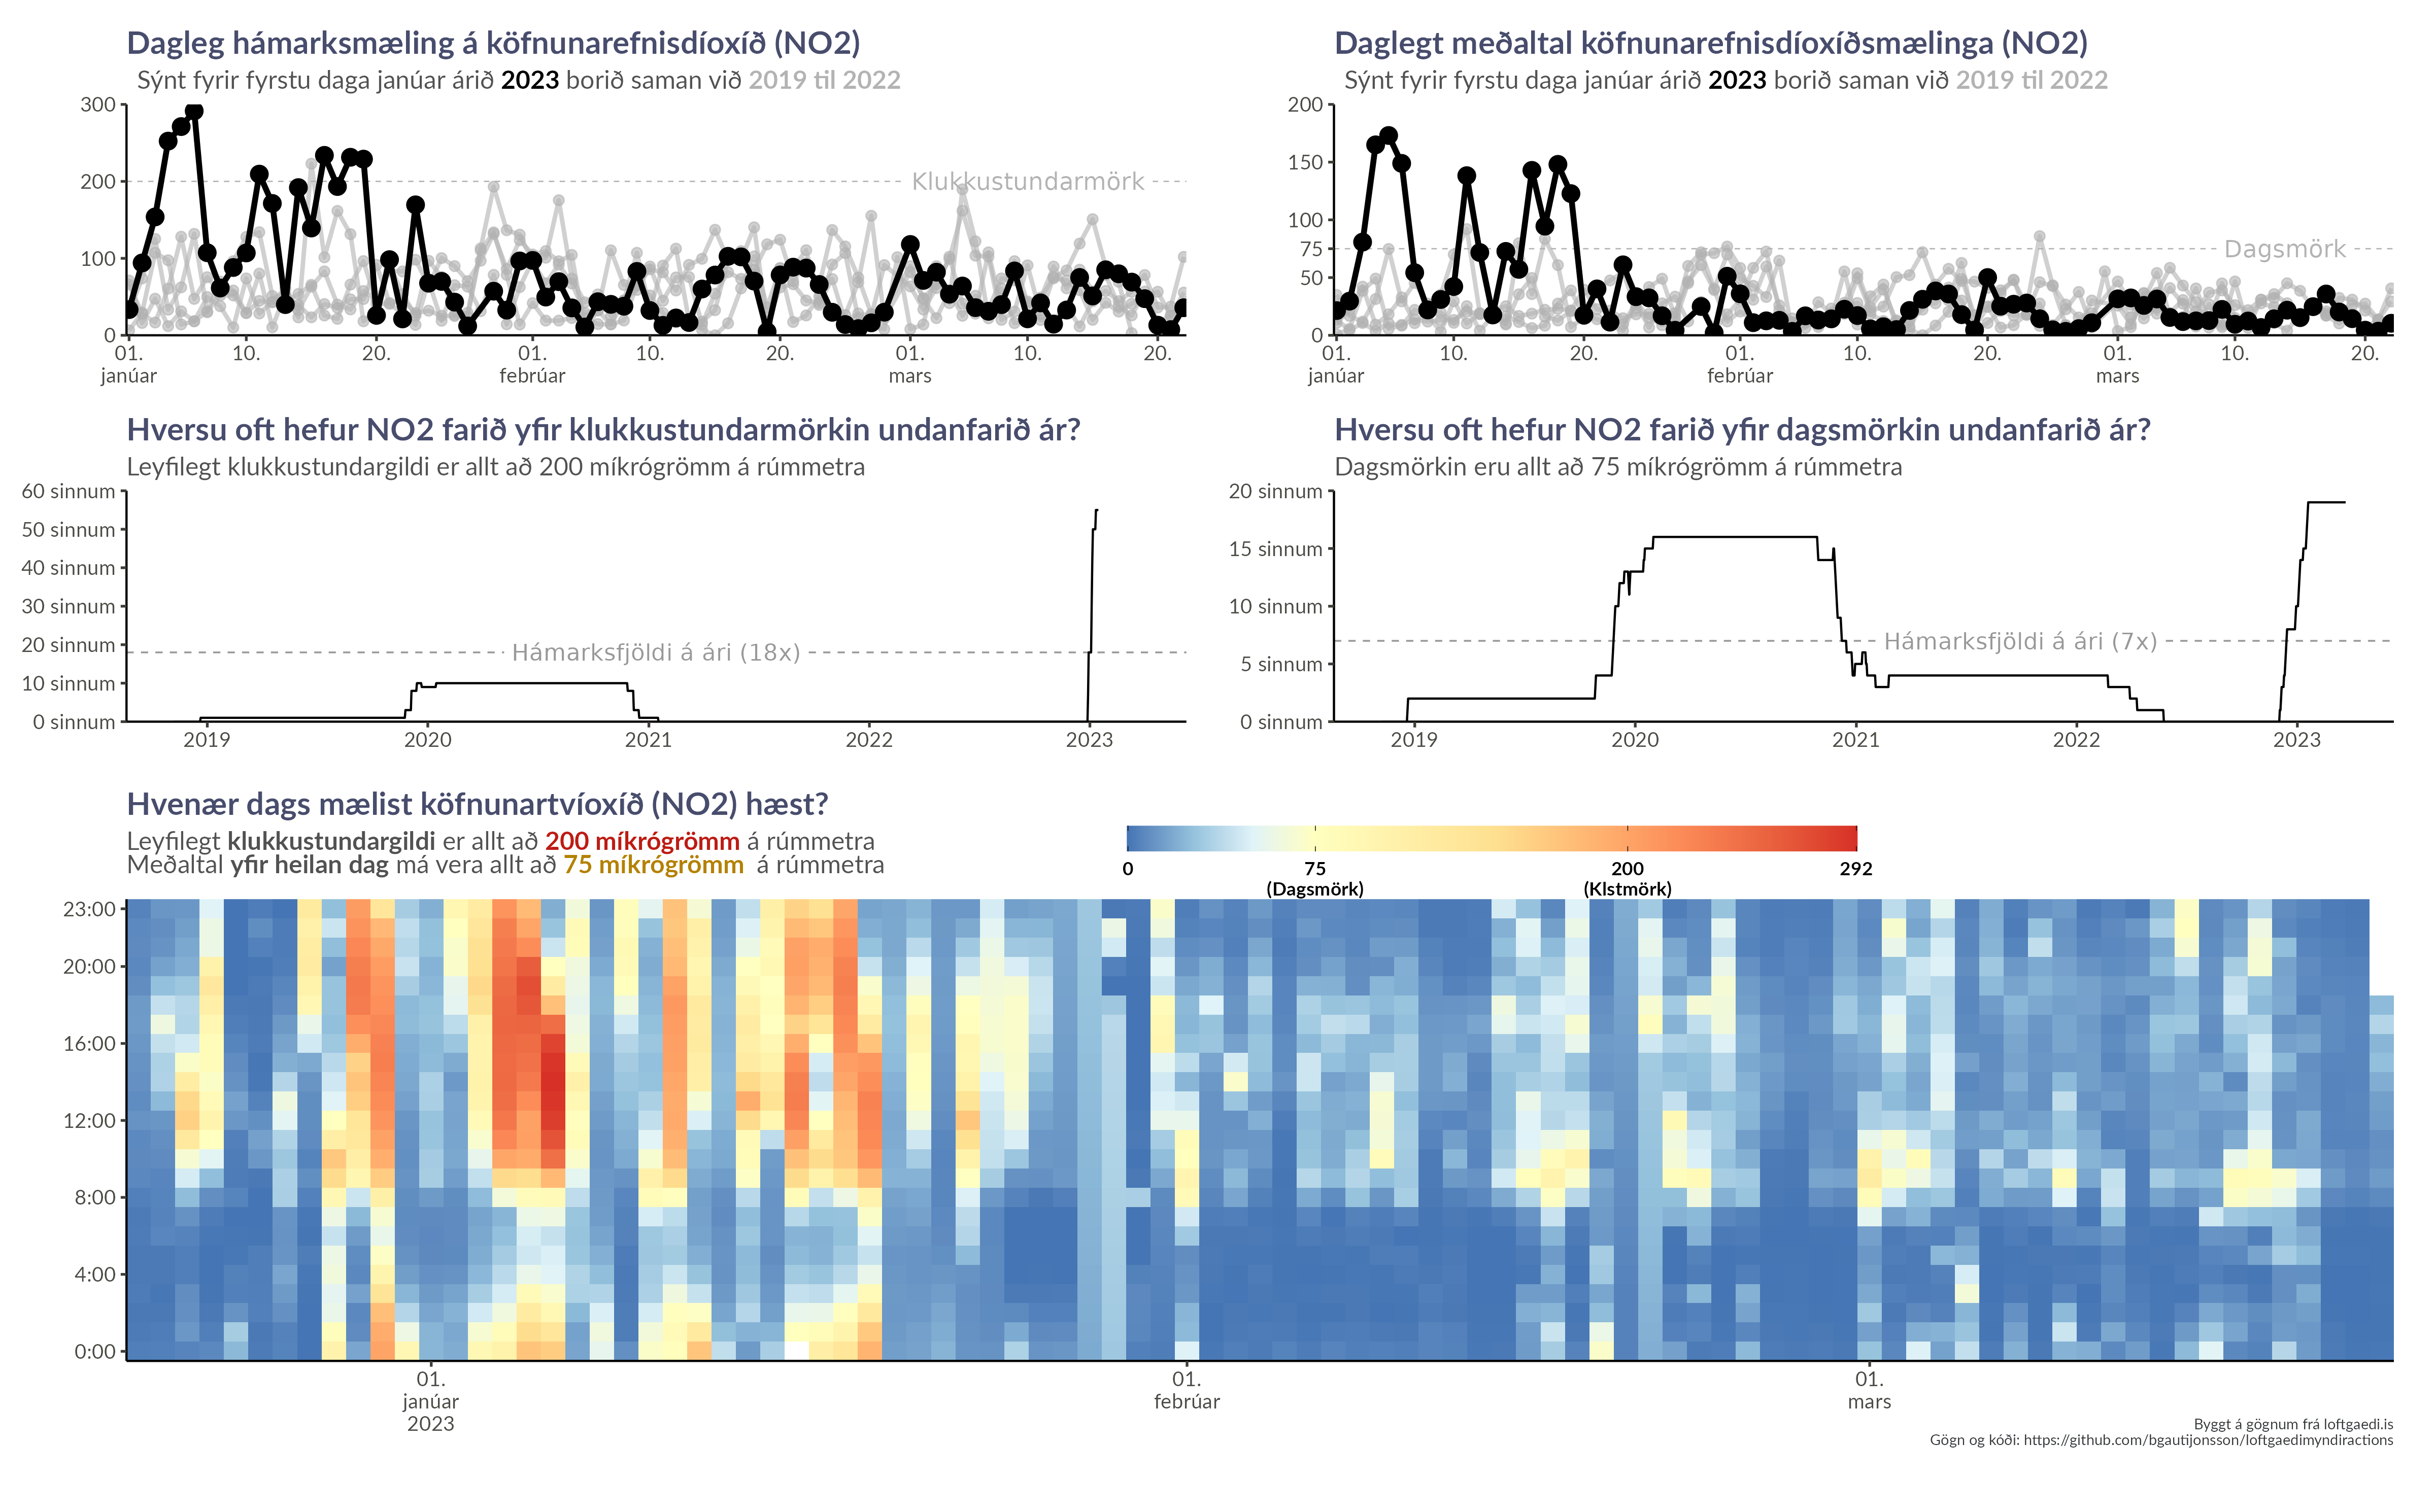 Dagleg hámarksmæling á köfnunarefnisdíoxíð (NO2)
Sýnt fyrir fyrstu daga janúar árið 2023 borið saman við 2019 til 2022
300
200
100
0
Klukkustundarmörk
01. 10. 20. 01. 10. 20. 01. 10. 20.
janúar febrúar mars
Daglegt meðaltal köfnunarefnisdíoxíðsmælinga (NO2)
Sýnt fyrir fyrstu daga janúar árið 2023 borið saman við 2019 til 2022
200
150
100
75
50
0
Dagsmörk
01. 10. 20. 01. 10. 20. 01. 10. 20.
janúar febrúar mars
Hversu oft hefur NO2 farið yfir klukkustundarmörkin undanfarið ár?
Leyfilegt klukkustundargildi er allt að 200 míkrógrömm á rúmmetra
60 sinnum
50 sinnum
40 sinnum
30 sinnum
20 sinnum
10 sinnum
0 sinnum
Hámarksfjöldi á ári (18x)
2019 2020 2021 2022 2023
Hversu oft hefur NO2 farið yfir dagsmörkin undanfarið ár?
Dagsmörkin eru allt að 75 míkrógrömm á rúmmetra
20 sinnum
15 sinnum
10 sinnum
5 sinnum
0 sinnum
Hámarksfjöldi á ári (7x)
2019 2020 2021 2022 2023
Hvenær dags mælist köfnunartvíoxíð (NO2) hæst?
Leyfilegt klukkustundargildi er allt að 200 míkrógrömm á rúmmetra
Meðaltal yfir heilan dag má vera allt að 75 míkrógrömm á rúmmetra
0 75 200 292
(Dagsmörk) (Klstmörk)
23:00
20:00
16:00
12:00
8:00
4:00
0:00
01. 01. 01.
janúar febrúar mars
2023
Byggt á gögnum frá loftgaedi.is
Gögn og kóði: https://github.com/bgautijonsson/loftgaedimyndiractions